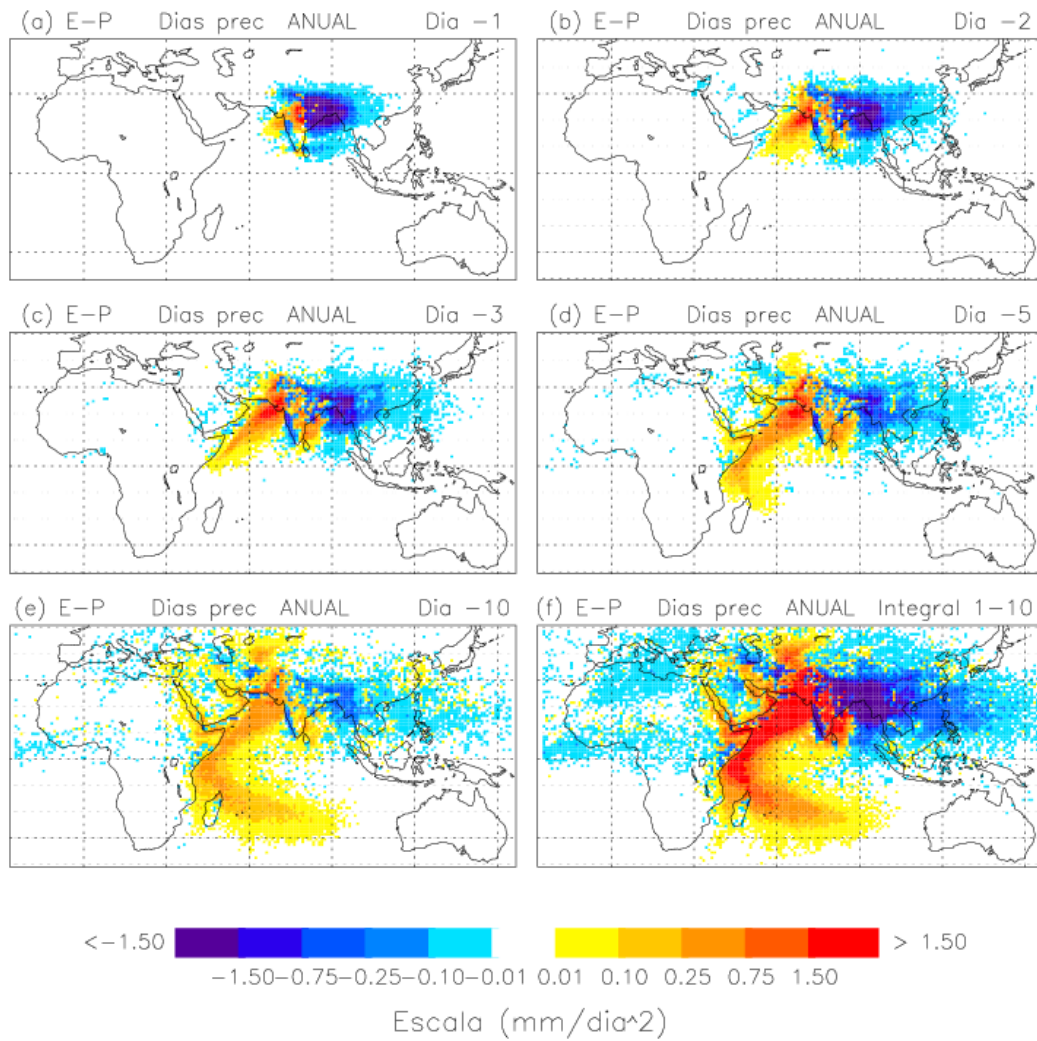 (a) E-P Dias prec ANUAL Dia -1
(b) E-P Dias prec ANUAL Dia -2
(c) E-P Dias prec ANUAL Dia -3
(d) E-P Dias prec ANUAL Dia -5
(e) E-P Dias prec ANUAL Dia -10
(f) E-P Dias prec ANUAL Integral 1-10
<-1.50 > 1.50
-1.50-0.75-0.25-0.10-0.01 0.01 0.10 0.25 0.75 1.50
Escala (mm/dia^2)